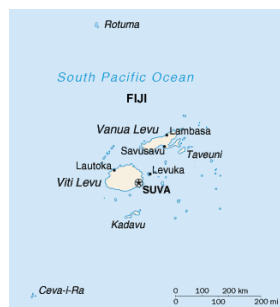 Rotuma
South Pacific Ocean
FIJI
Vanua Levu
Lambasa
Savusavu
Taveuni
Lautoka
Levuka
Viti Levu
SUVA
Kadavu
Ceva-i-Ra
0 100 200 km
0 100 200 mi